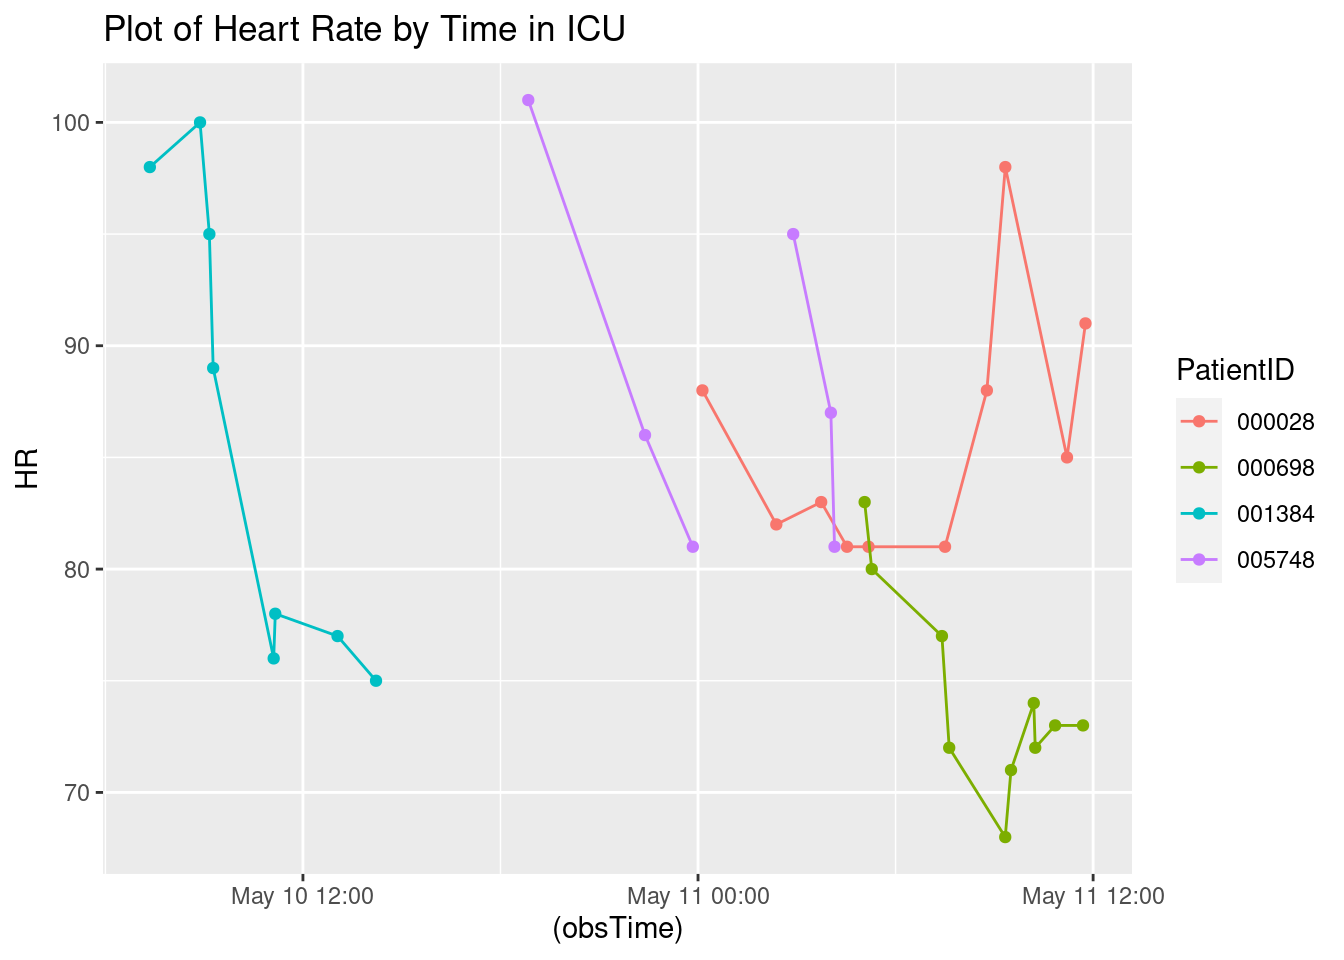 Plot of Heart Rate by Time in ICU
100
90
80
70
HR
May 10 12:00
May 11 00:00
May 11 12:00
(obsTime)
PatientID
000028
000698
001384
005748